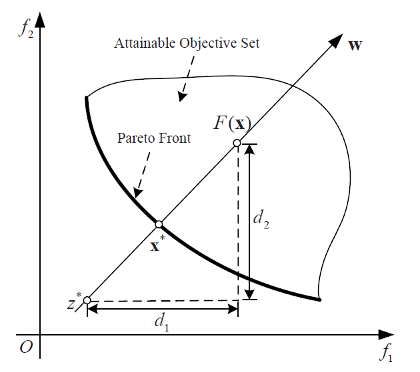 f₂
Attainable Objective Set
w
F(x)
Pareto Front
d₂
x*
z*
d₁
O
f₁